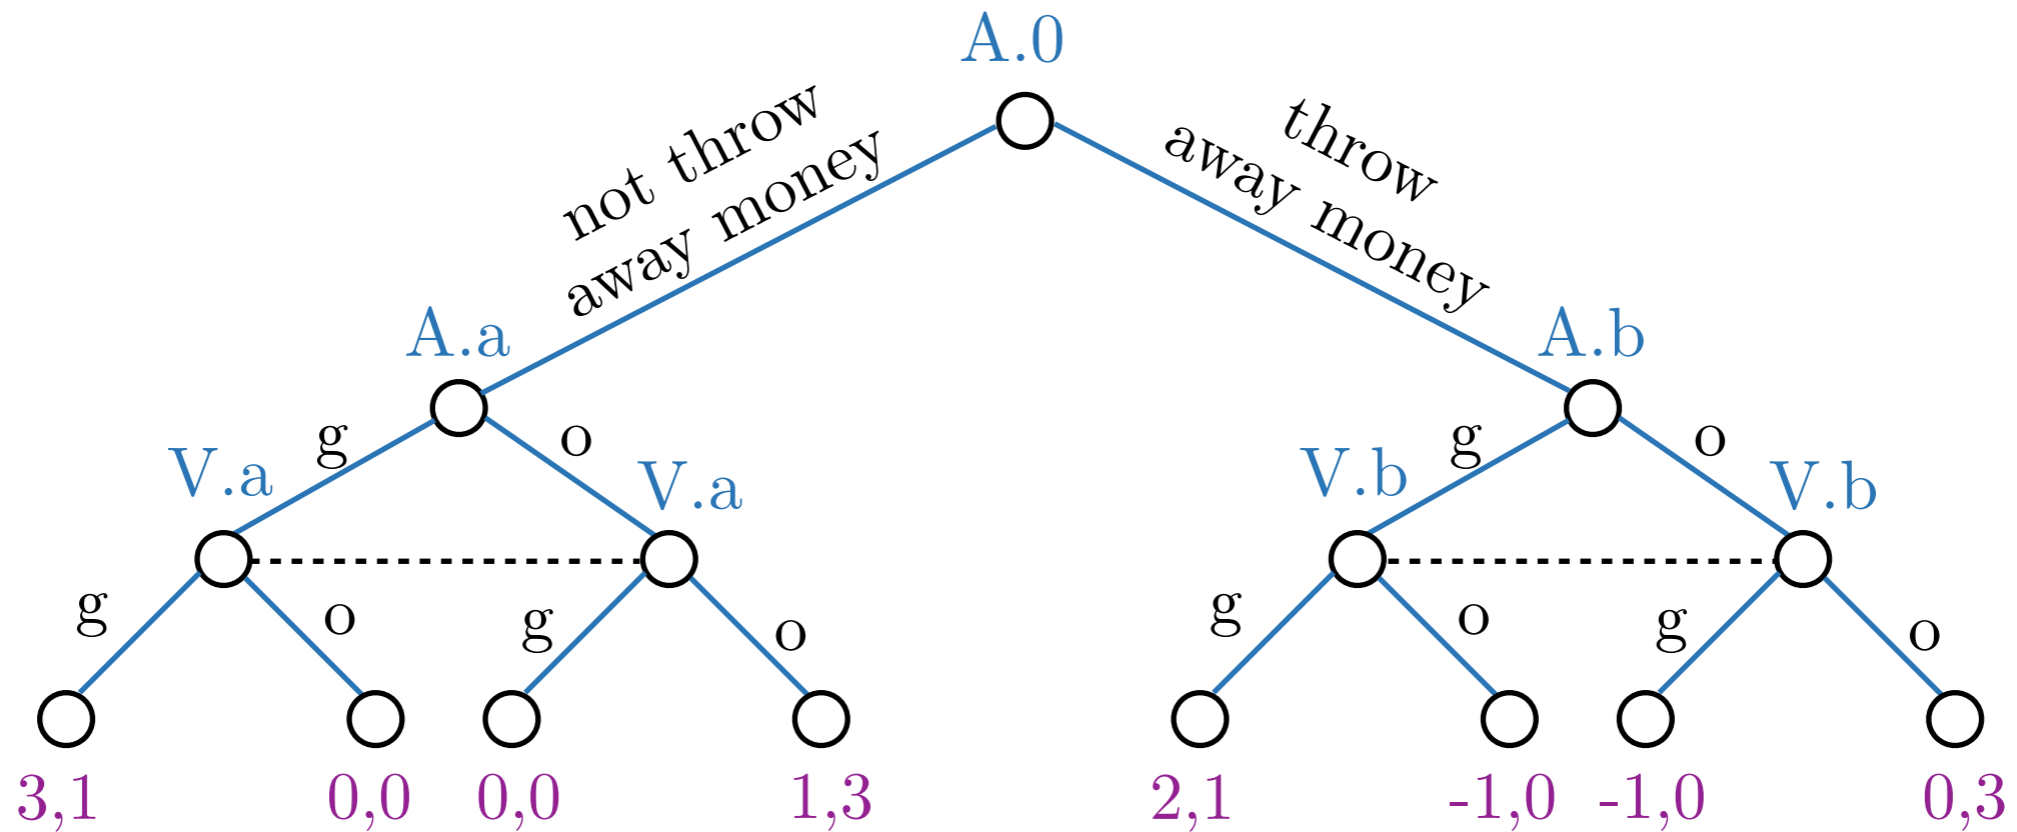 A.0
not throw
away money
throw
away money
A.a
A.b
g
o
g
o
V.a
V.a
V.b
V.b
g
o
g
o
g
o
g
o
3,1
0,0
0,0
1,3
2,1
-1,0
-1,0
0,3